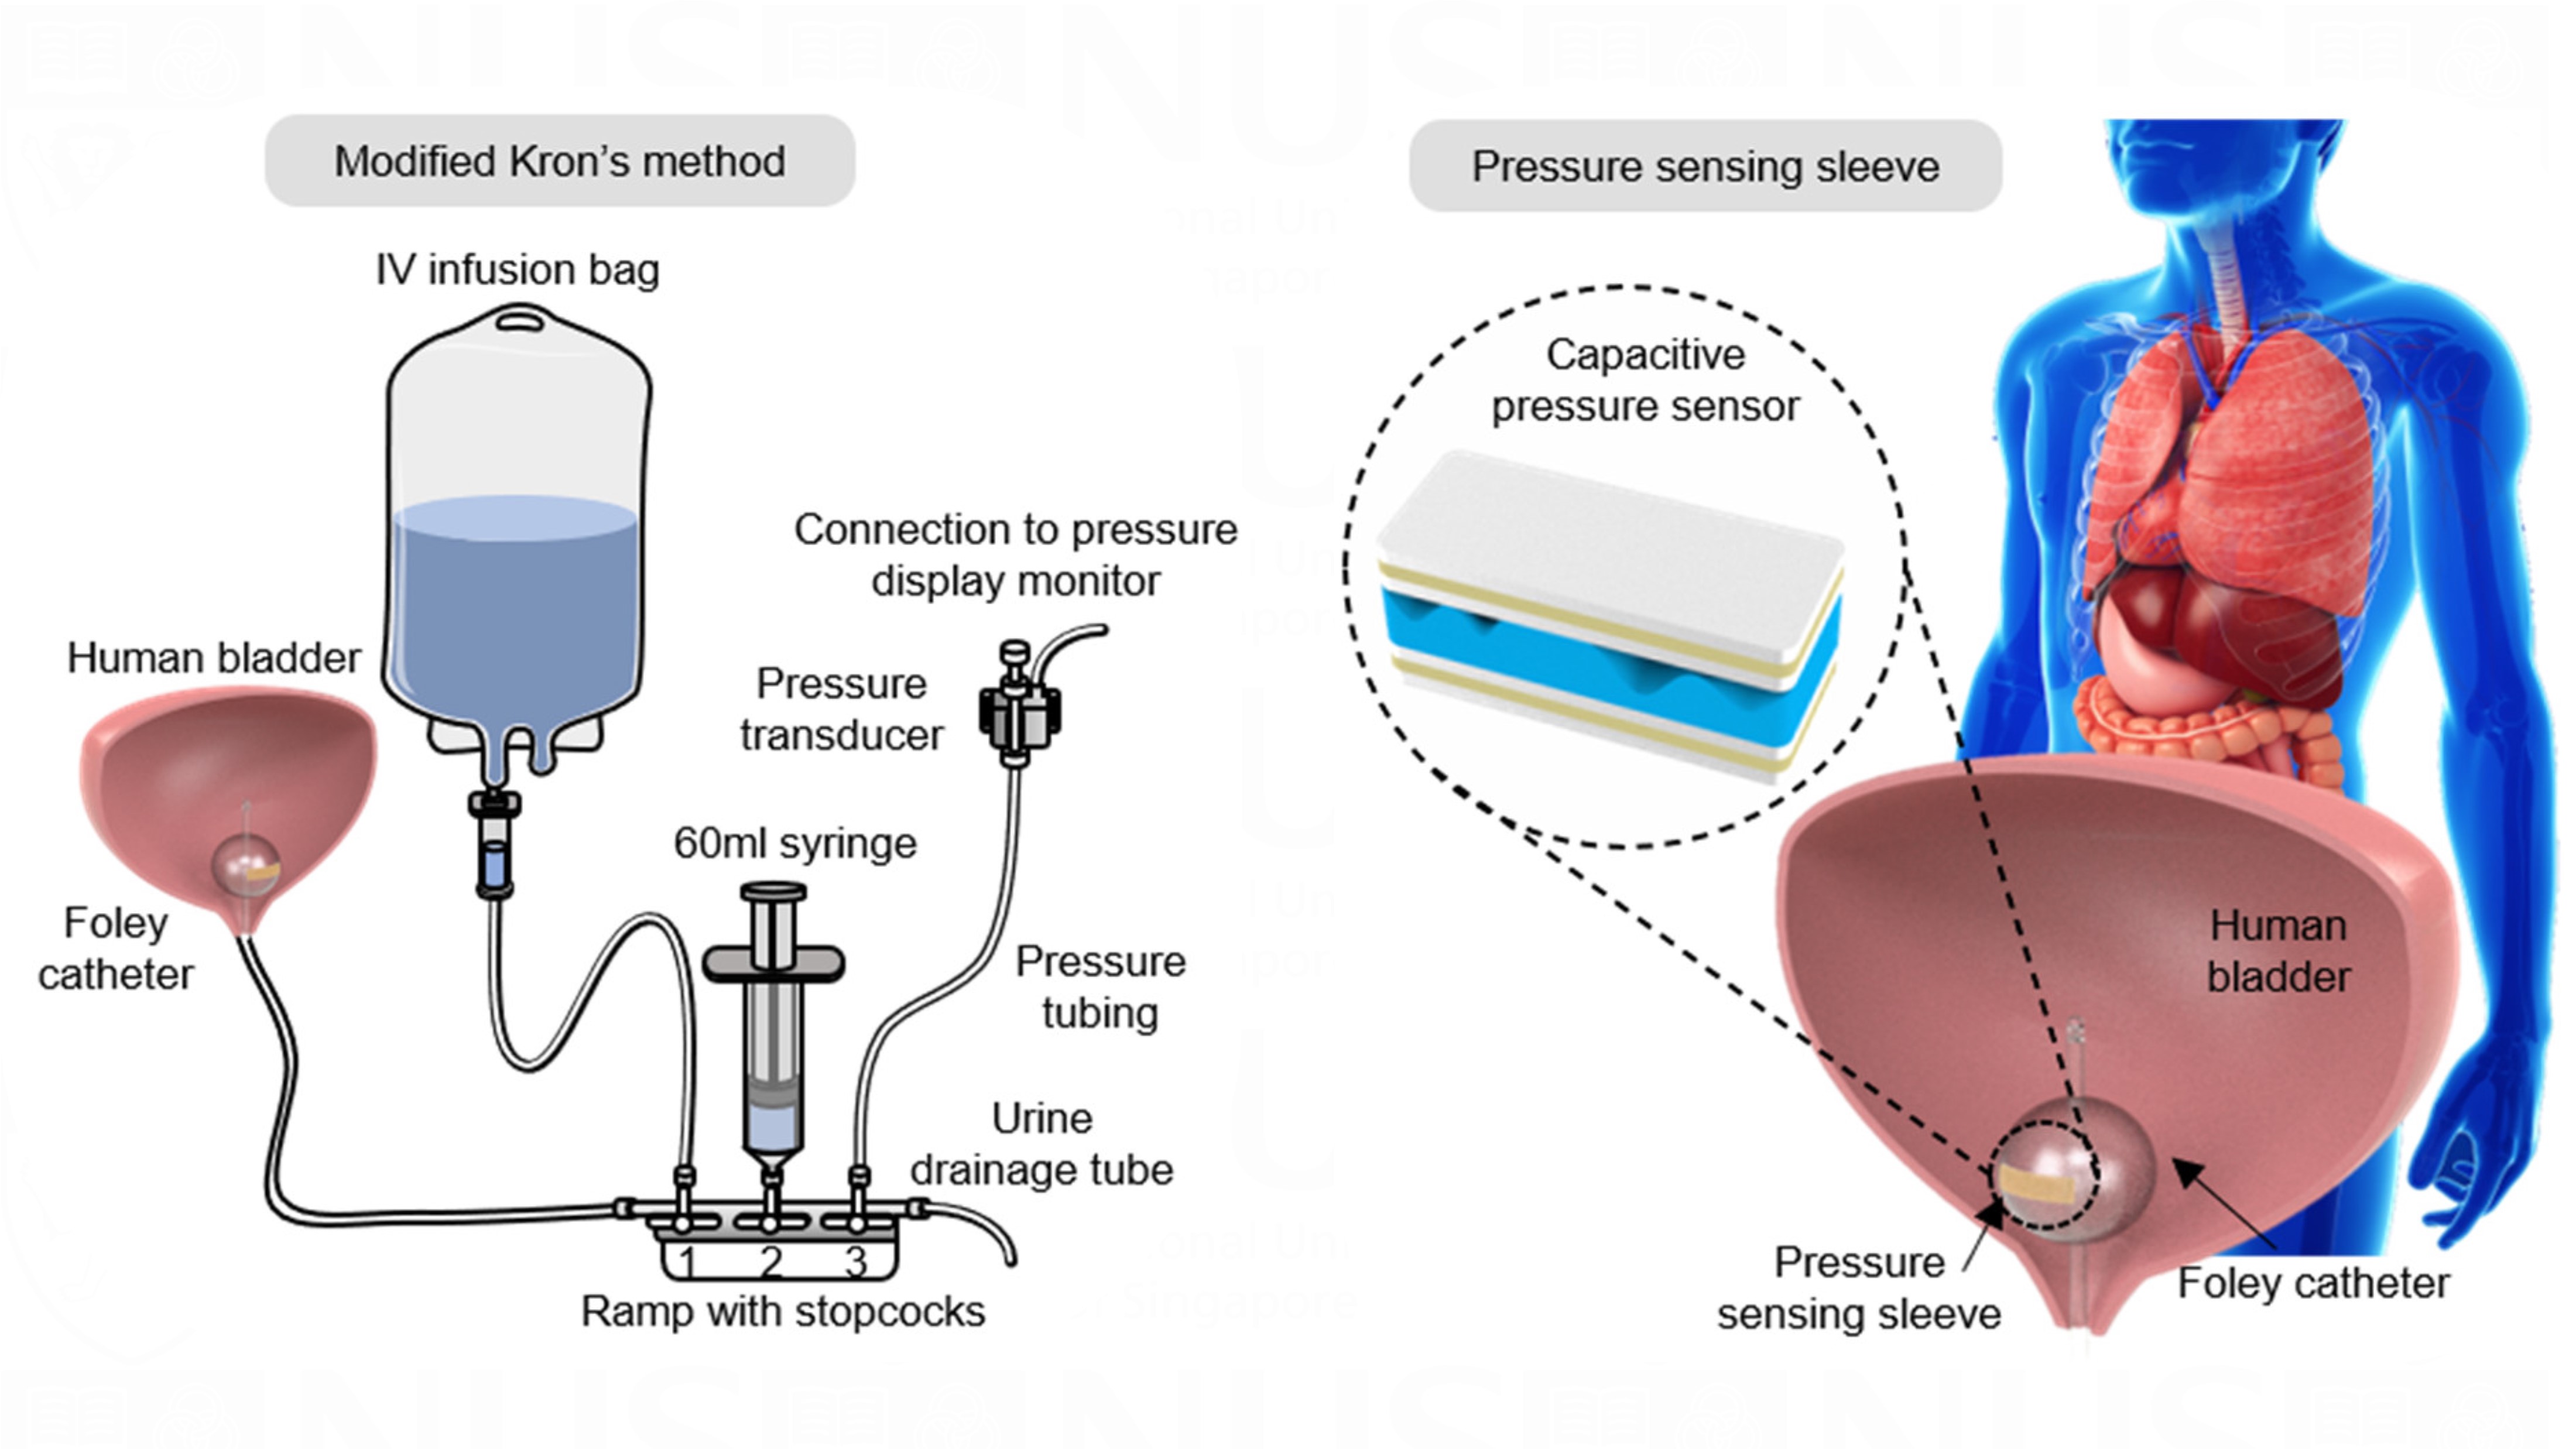 Modified Kron's method
IV infusion bag
Human bladder
Connection to pressure
display monitor
Pressure
transducer
60ml syringe
Foley
catheter
Pressure
tubing
Urine
drainage tube
1 2 3
Ramp with stopcocks
Pressure sensing sleeve
Capacitive
pressure sensor
Human
bladder
Pressure
sensing sleeve
Foley catheter